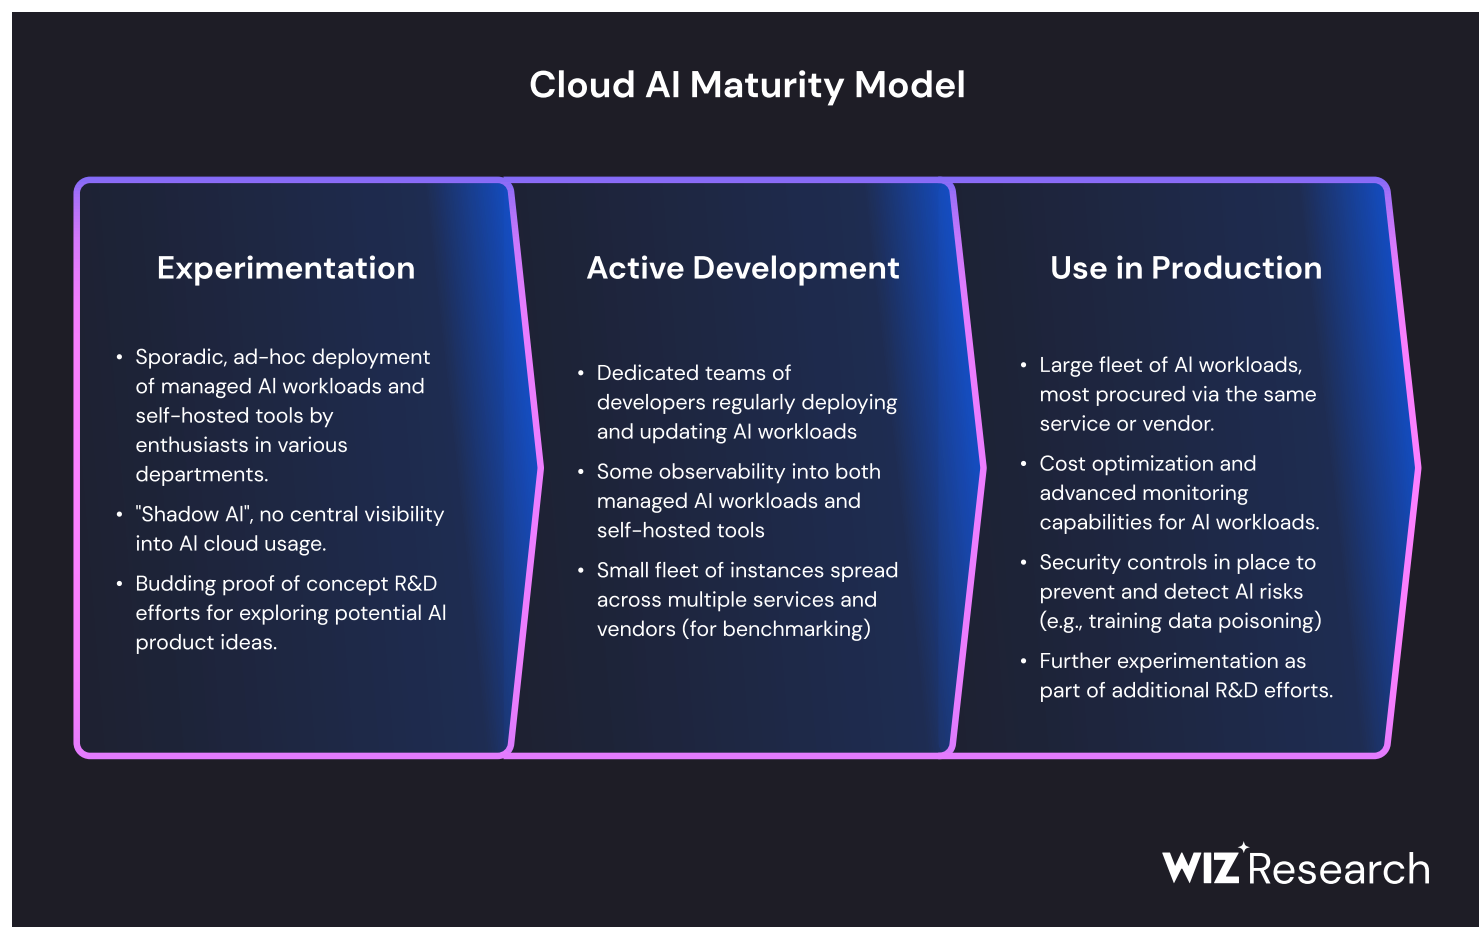 Cloud AI Maturity Model
Experimentation
• Sporadic, ad-hoc deployment
of managed AI workloads and
self-hosted tools by
enthusiasts in various
departments.
• "Shadow AI", no central visibility
into AI cloud usage.
• Budding proof of concept R&D
efforts for exploring potential AI
product ideas.
Active Development
• Dedicated teams of
developers regularly deploying
and updating AI workloads
• Some observability into both
managed AI workloads and
self-hosted tools
• Small fleet of instances spread
across multiple services and
vendors (for benchmarking)
Use in Production
• Large fleet of AI workloads,
most procured via the same
service or vendor.
• Cost optimization and
advanced monitoring
capabilities for AI workloads.
• Security controls in place to
prevent and detect AI risks
(e.g., training data poisoning)
• Further experimentation as
part of additional R&D efforts.
WIZ Research